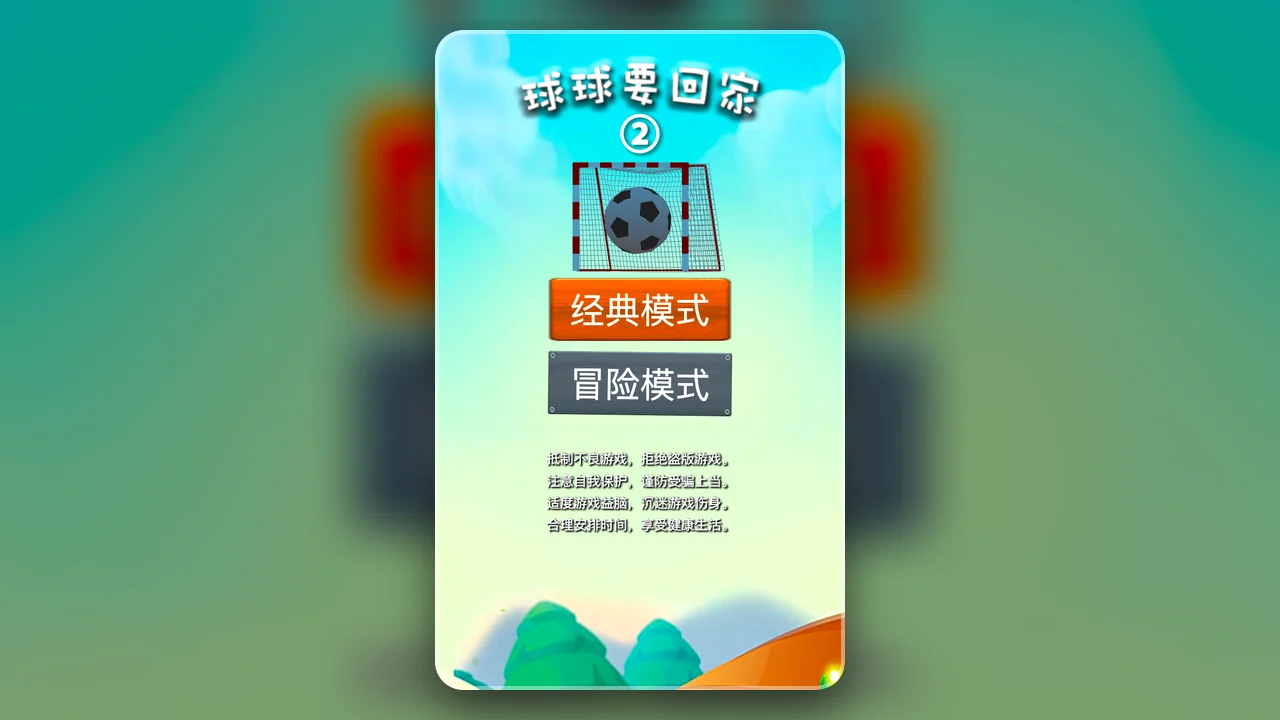 球球要回家
②
经典模式
冒险模式
抵制不良游戏，拒绝盗版游戏。
注意自我保护，谨防受骗上当。
适度游戏益脑，沉迷游戏伤身。
合理安排时间，享受健康生活。